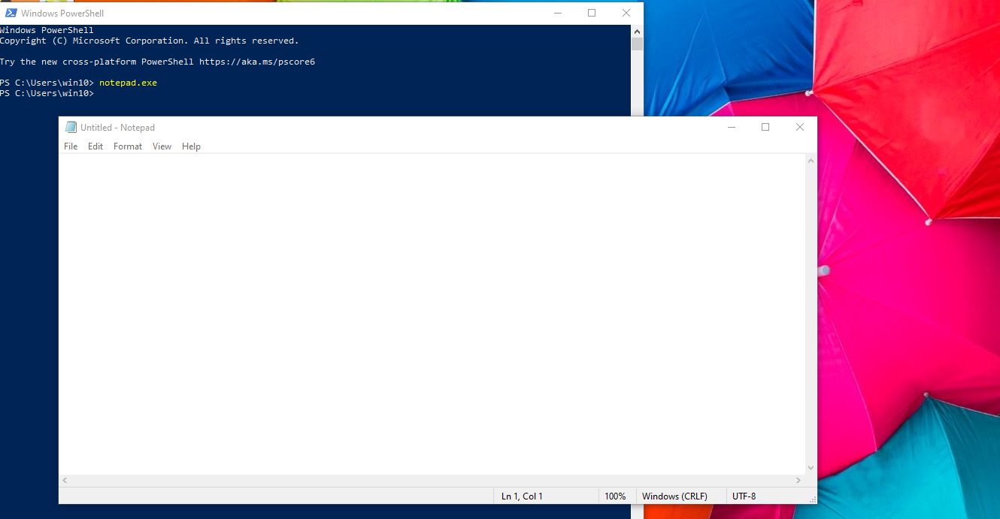 Windows PowerShell
Windows PowerShell
Copyright (C) Microsoft Corporation. All rights reserved.
Try the new cross-platform PowerShell https://aka.ms/pscore6
PS C:\Users\win10> notepad.exe
PS C:\Users\win10>
Untitled - Notepad
File Edit Format View Help
Ln 1, Col 1 100% Windows (CRLF) UTF-8